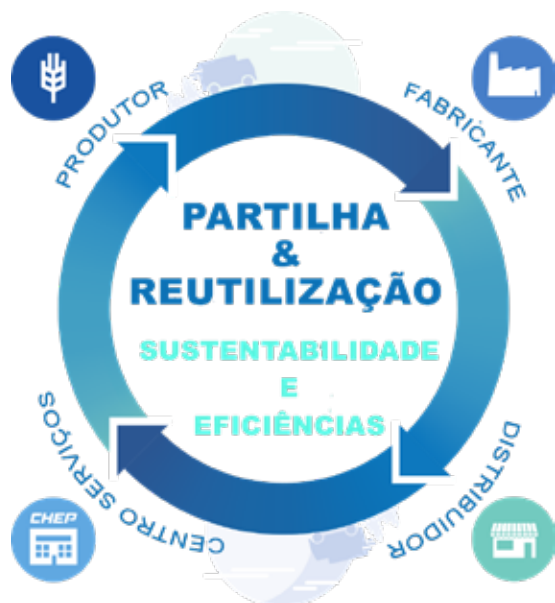 PRODUTOR
FABRICANTE
PARTILHA
&
REUTILIZAÇÃO
SUSTENTABILIDADE
E
EFICIÊNCIAS
CENTRO SERVIÇOS
DISTRIBUIDOR
CHEP